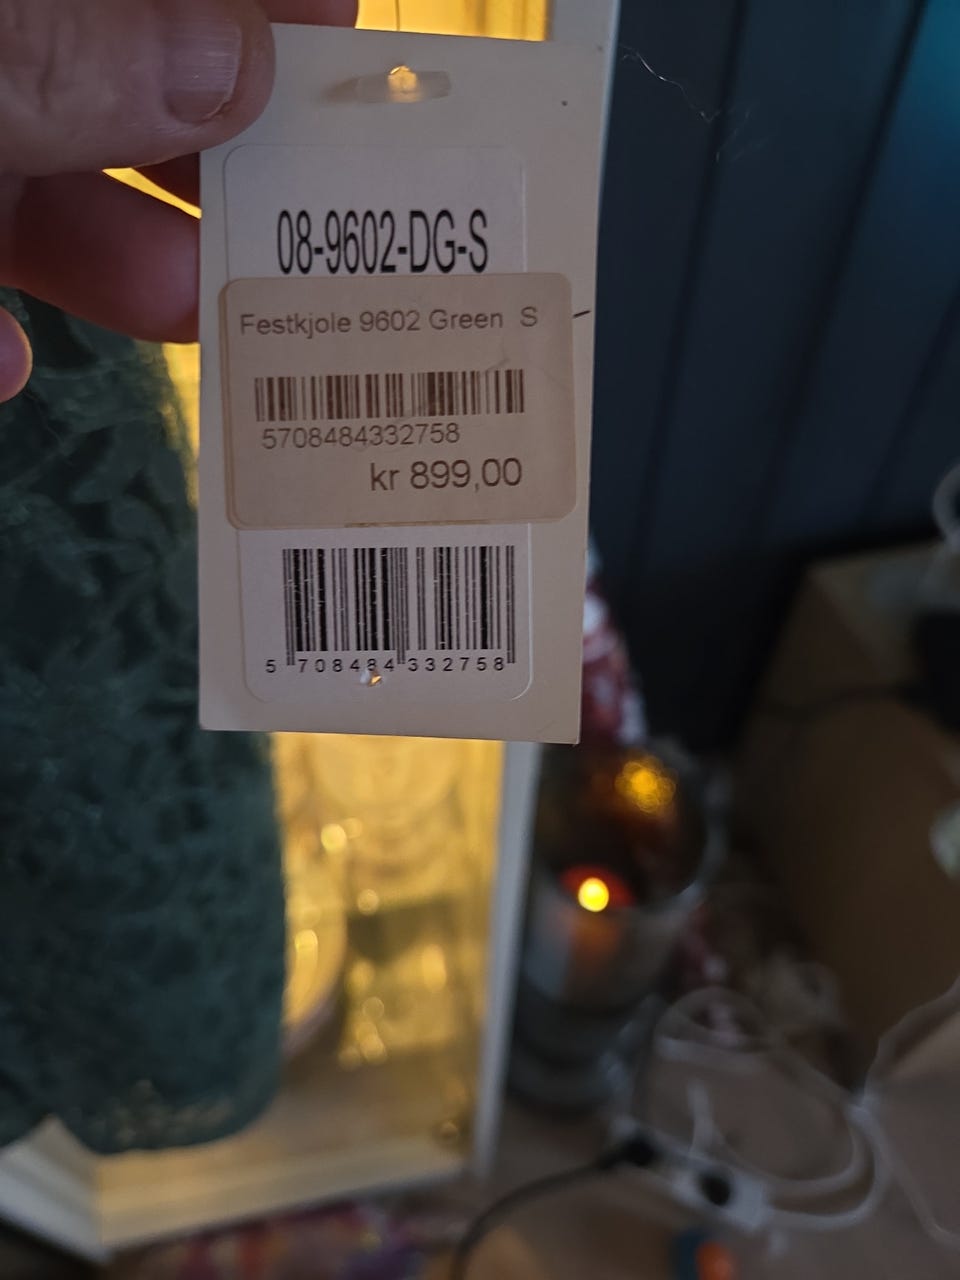 08-9602-DG-S
Festkjole 9602 Green S
5708484332758
kr 899,00
5 708484 332758